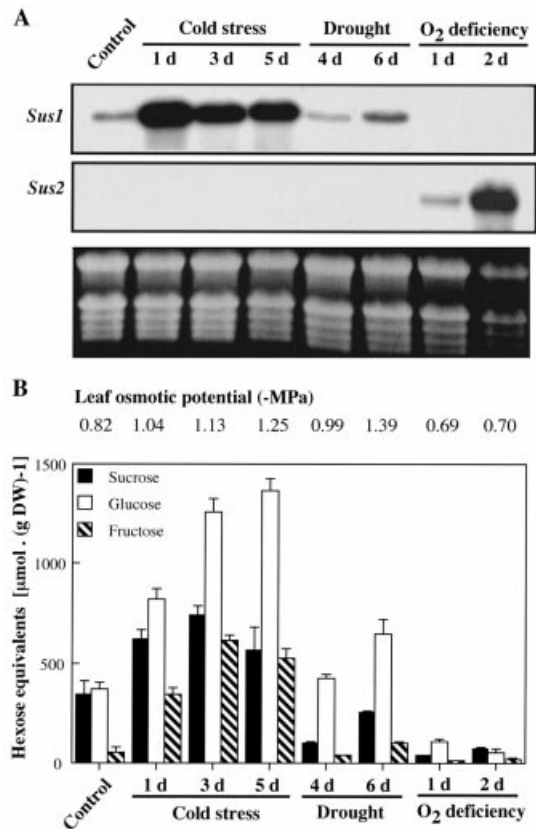 A
Control
Cold stress
Drought
O2 deficiency
1 d 3 d 5 d 4 d 6 d 1 d 2 d
Sus1
Sus2
B
Leaf osmotic potential (-MPa)
0.82 1.04 1.13 1.25 0.99 1.39 0.69 0.70
Hexose equivalents [μmol . (g DW)-1]
1500
1000
500
0
Sucrose
Glucose
Fructose
Control
1 d 3 d 5 d 4 d 6 d 1 d 2 d
Cold stress
Drought
O2 deficiency